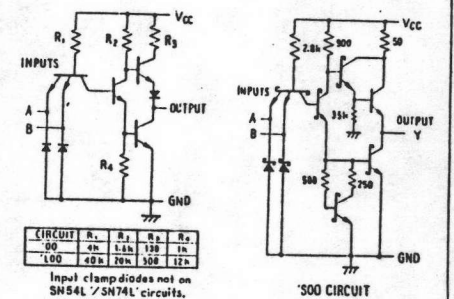 VCC
R1
R2
R3
INPUTS
A
B
OUTPUT
R4
GND
CIRCUIT R1 R2 R3 R4
'00 4k 1.6k 130 1k
'L00 40k 20k 500 12k
Input clamp diodes not on
SN54L'/SN74L' circuits.
VCC
2.8k
900
50
INPUTS
A
B
3.5k
OUTPUT
Y
500
250
GND
'S00 CIRCUIT